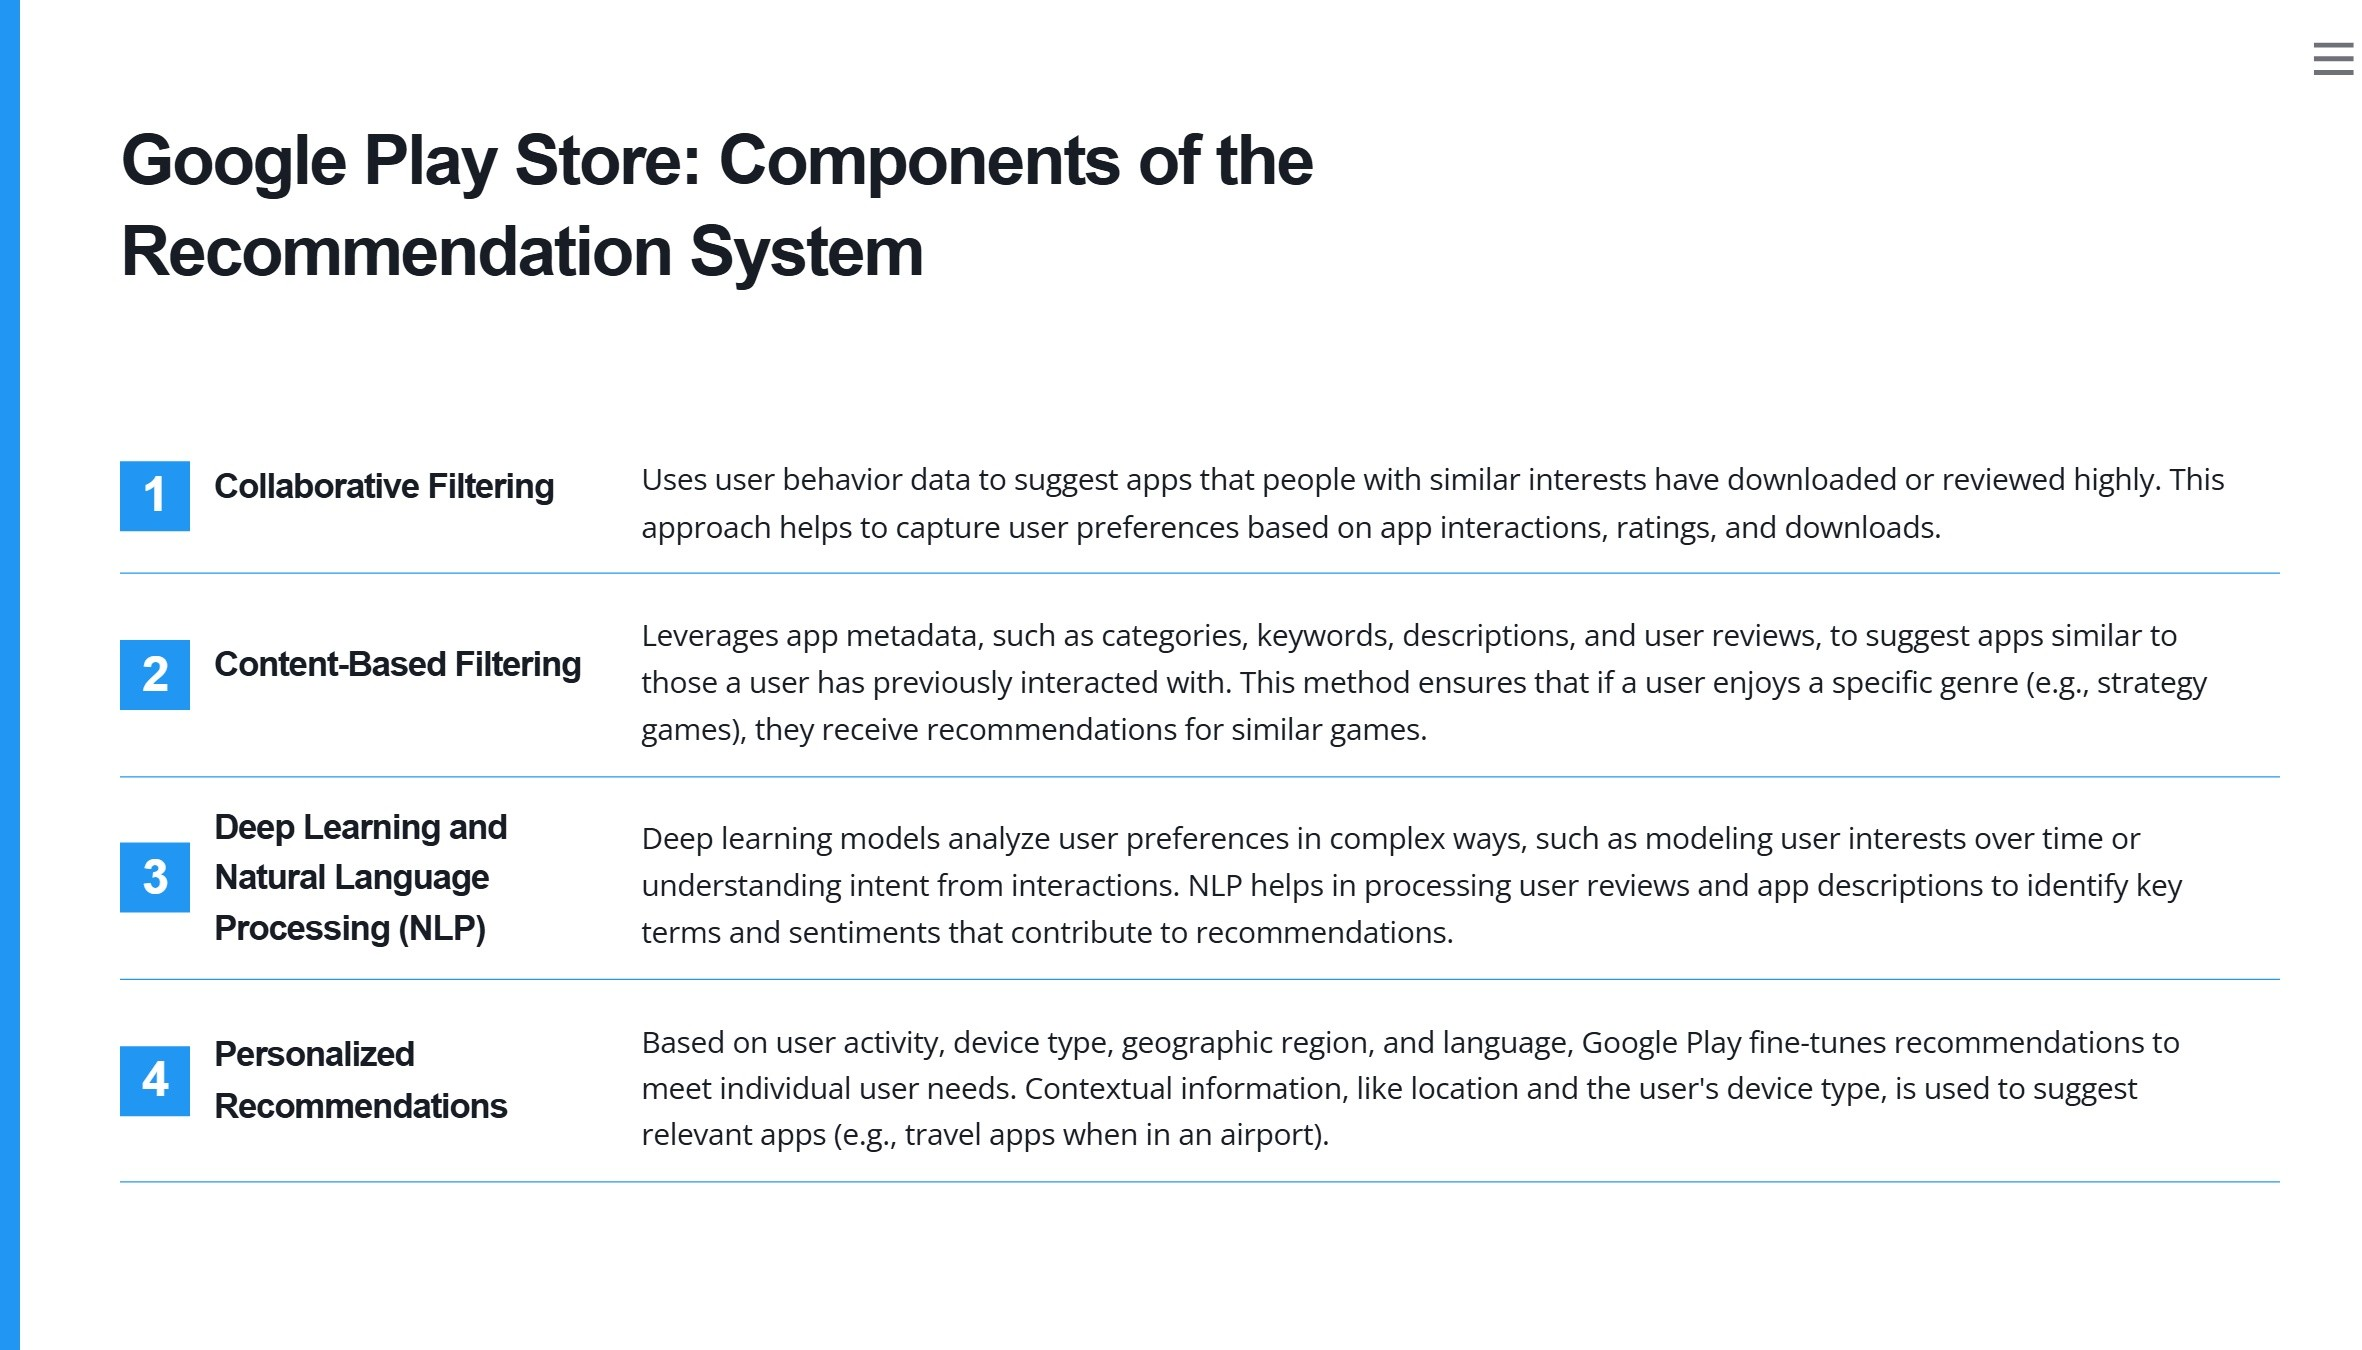 Google Play Store: Components of the
Recommendation System
1
Collaborative Filtering
Uses user behavior data to suggest apps that people with similar interests have downloaded or reviewed highly. This
approach helps to capture user preferences based on app interactions, ratings, and downloads.
2
Content-Based Filtering
Leverages app metadata, such as categories, keywords, descriptions, and user reviews, to suggest apps similar to
those a user has previously interacted with. This method ensures that if a user enjoys a specific genre (e.g., strategy
games), they receive recommendations for similar games.
3
Deep Learning and
Natural Language
Processing (NLP)
Deep learning models analyze user preferences in complex ways, such as modeling user interests over time or
understanding intent from interactions. NLP helps in processing user reviews and app descriptions to identify key
terms and sentiments that contribute to recommendations.
4
Personalized
Recommendations
Based on user activity, device type, geographic region, and language, Google Play fine-tunes recommendations to
meet individual user needs. Contextual information, like location and the user's device type, is used to suggest
relevant apps (e.g., travel apps when in an airport).